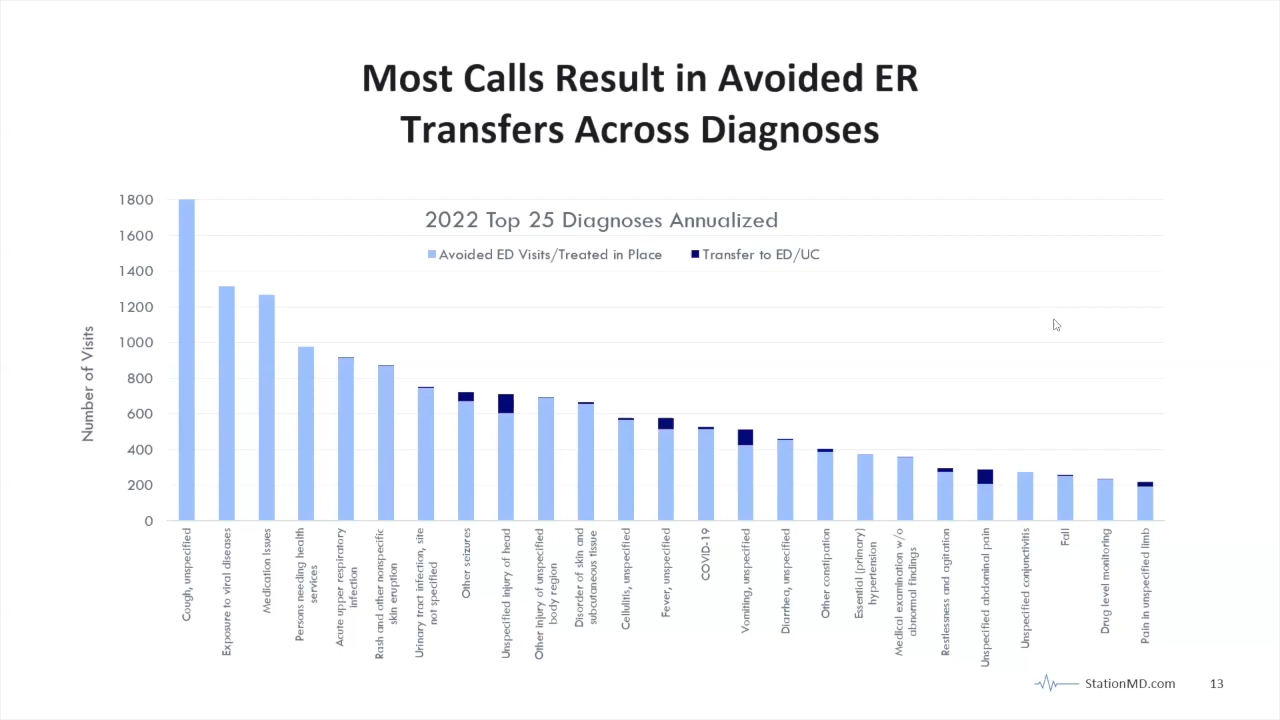 Most Calls Result in Avoided ER
Transfers Across Diagnoses
2022 Top 25 Diagnoses Annualized
Avoided ED Visits/Treated in Place
Transfer to ED/UC
Number of Visits
1800
1600
1400
1200
1000
800
600
400
200
0
Cough, unspecified
Exposure to viral diseases
Medication Issues
Persons needing health
services
Acute upper respiratory
infection
Rash and other nonspecific
skin eruption
Urinary tract infection, site
not specified
Other seizures
Unspecified injury of head
Other injury of unspecified
body region
Disorder of skin and
subcutaneous tissue
Cellulitis, unspecified
Fever, unspecified
COVID-19
Vomiting, unspecified
Diarrhea, unspecified
Other constipation
Essential (primary)
hypertension
Medical examination w/o
abnormal findings
Restlessness and agitation
Unspecified abdominal pain
Unspecified conjunctivitis
Fall
Drug level monitoring
Pain in unspecified limb
StationMD.com
13